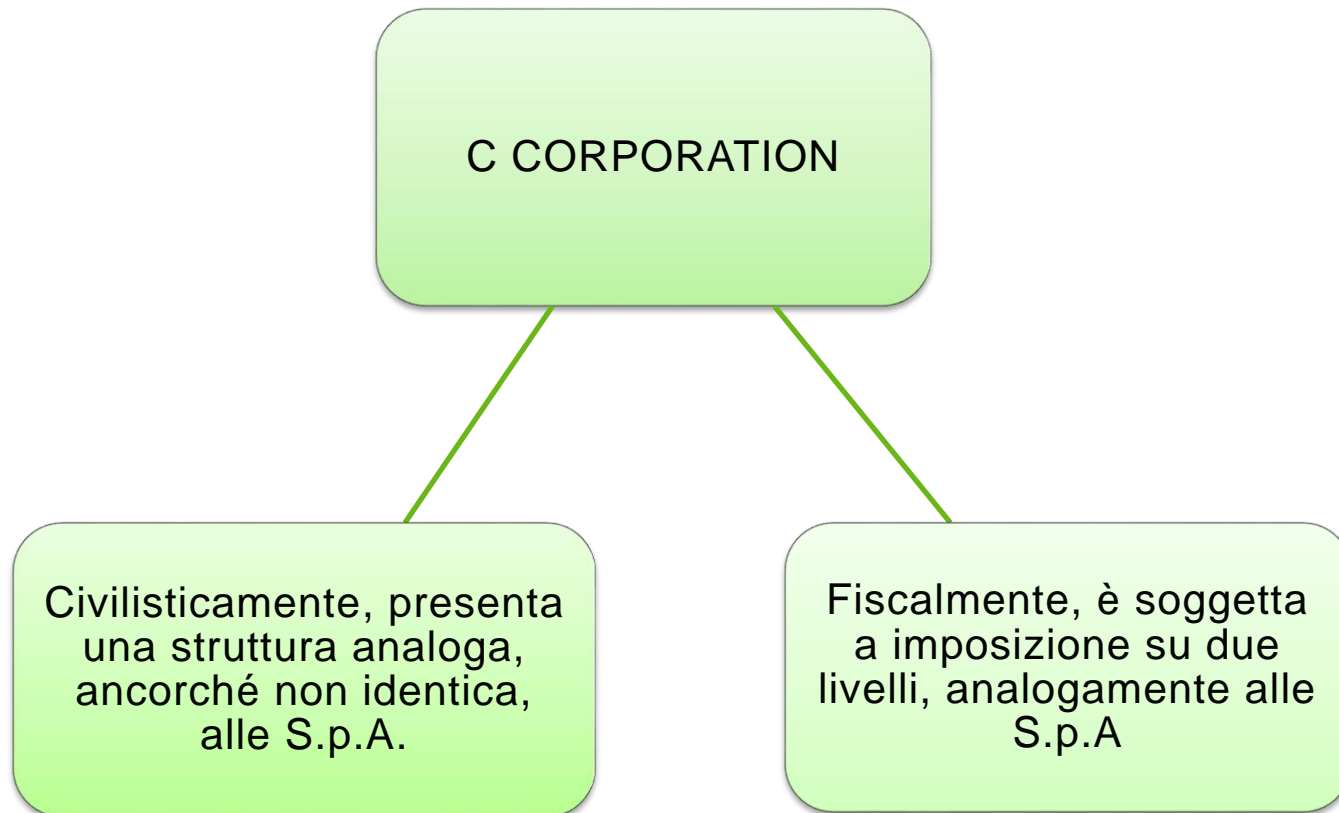 C CORPORATION
Civilisticamente, presenta
una struttura analoga,
ancorché non identica,
alle S.p.A.
Fiscalmente, è soggetta
a imposizione su due
livelli, analogamente alle
S.p.A